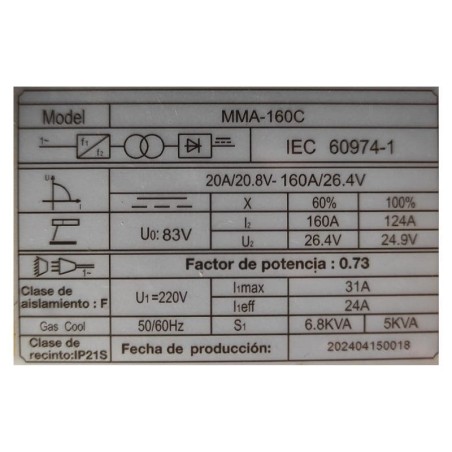 Model MMA-160C
1~ f1 f2 IEC 60974-1
U 1 20A/20.8V- 160A/26.4V
X 60% 100%
U0: 83V I2 160A 124A
U2 26.4V 24.9V
1~ Factor de potencia : 0.73
Clase de aislamiento : F U1=220V I1max 31A
I1eff 24A
Gas Cool 50/60Hz S1 6.8KVA 5KVA
Clase de recinto:IP21S Fecha de producción: 202404150018